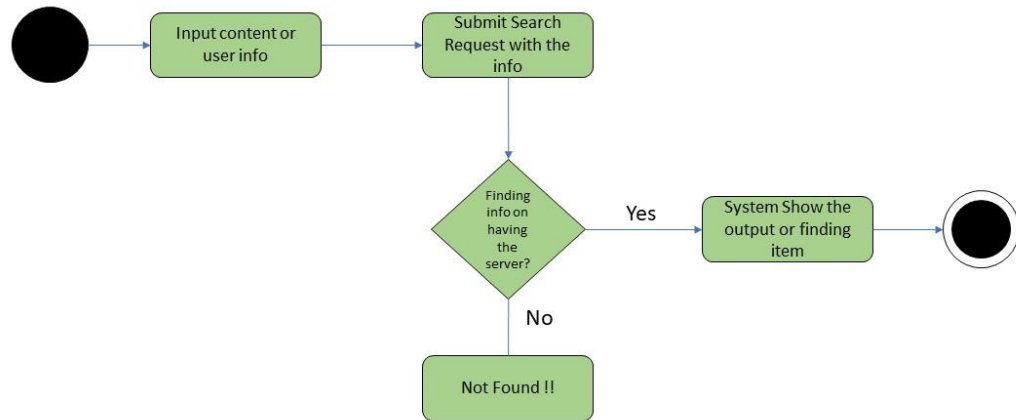 Input content or
user info
Submit Search
Request with the
info
Finding
info on
having
the
server?
Yes
System Show the
output or finding
item
No
Not Found !!